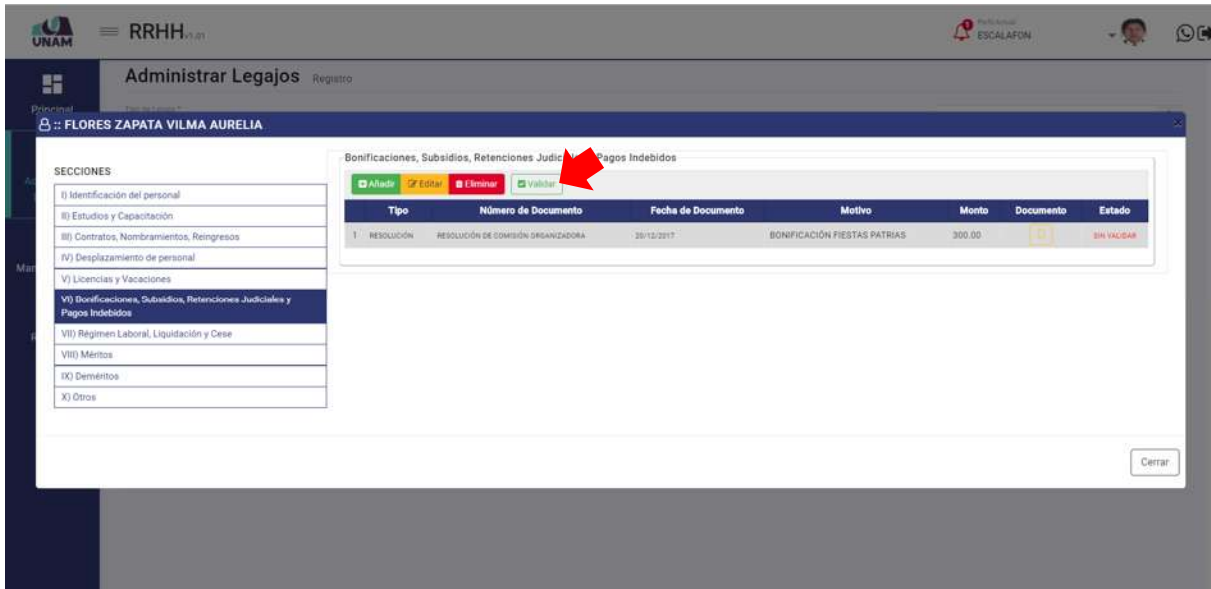 UNAM
RRHH v1.01
Perfil Actual
ESCALAFON
Principal
Administrar Legajos Registro
:: FLORES ZAPATA VILMA AURELIA
SECCIONES
I) Identificación del personal
II) Estudios y Capacitación
III) Contratos, Nombramientos, Reingresos
IV) Desplazamiento de personal
V) Licencias y Vacaciones
VI) Bonificaciones, Subsidios, Retenciones Judiciales y
Pagos Indebidos
VII) Régimen Laboral, Liquidación y Cese
VIII) Méritos
IX) Deméritos
X) Otros
Bonificaciones, Subsidios, Retenciones Judic Pagos Indebidos
Añadir Editar Eliminar Validar
Tipo Número de Documento Fecha de Documento Motivo Monto Documento Estado
1 RESOLUCIÓN RESOLUCIÓN DE COMISIÓN ORGANIZADORA 20/12/2017 BONIFICACIÓN FIESTAS PATRIAS 300.00 SIN VALIDAR
Cerrar